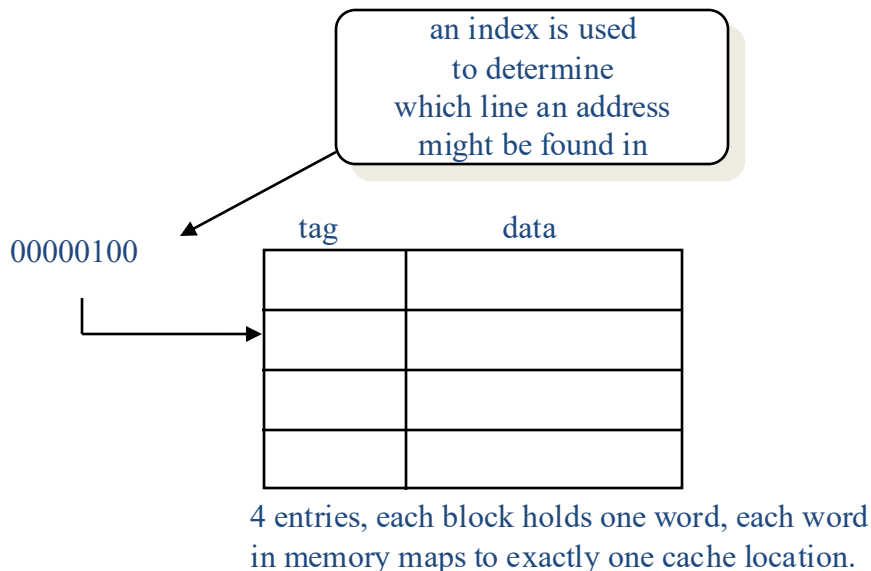 an index is used
to determine
which line an address
might be found in
00000100
tag data
4 entries, each block holds one word, each word
in memory maps to exactly one cache location.